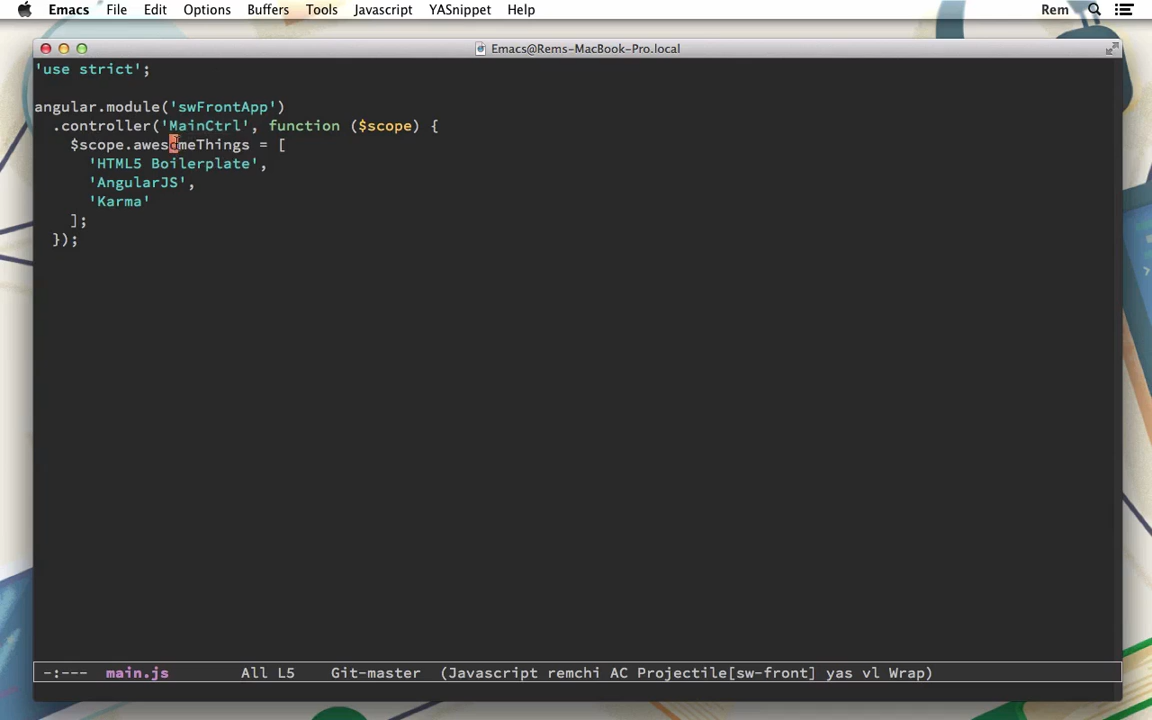 Emacs File Edit Options Buffers Tools Javascript YASnippet Help Rem
Emacs@Rems-MacBook-Pro.local
'use strict';
angular.module('swFrontApp')
.controller('MainCtrl', function ($scope) {
$scope.awesomeThings = [
'HTML5 Boilerplate',
'AngularJS',
'Karma'
];
});
-:--- main.js All L5 Git-master (Javascript remchi AC Projectile[sw-front] yas vl Wrap)